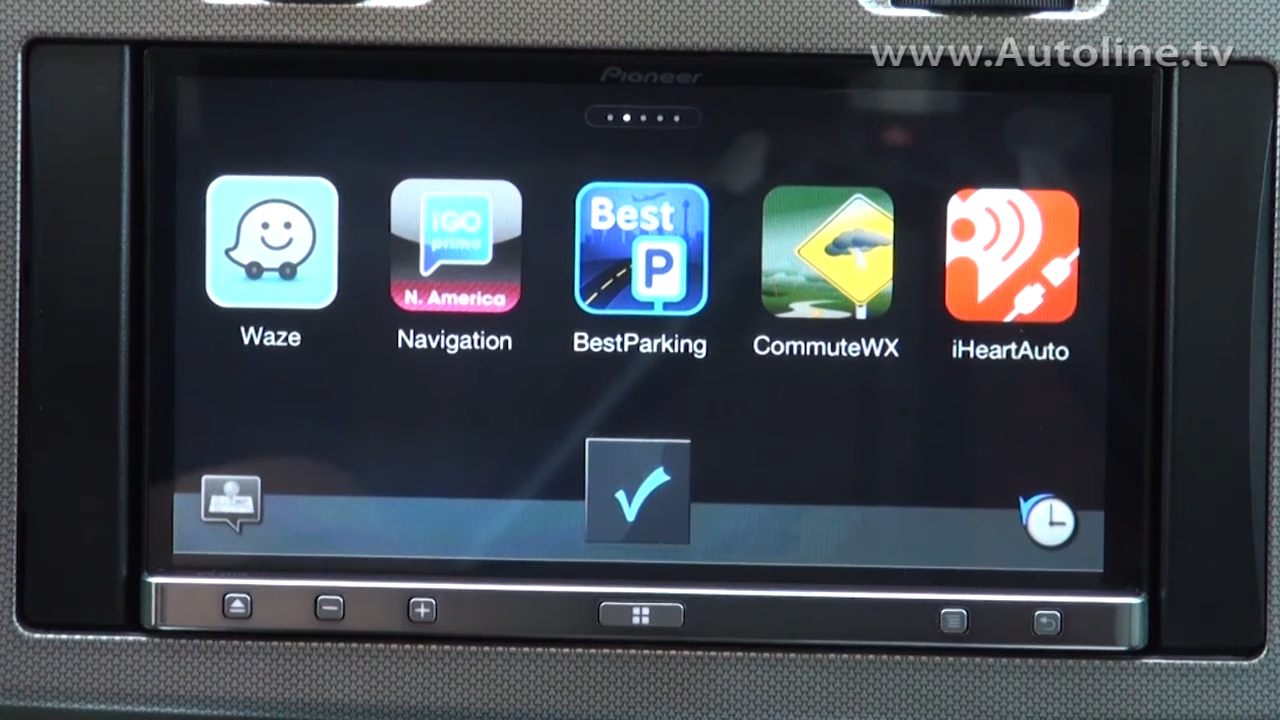 www.Autoline.tv
Pioneer
iGO
primo
N. America
Best
P
Waze
Navigation
BestParking
CommuteWX
iHeartAuto